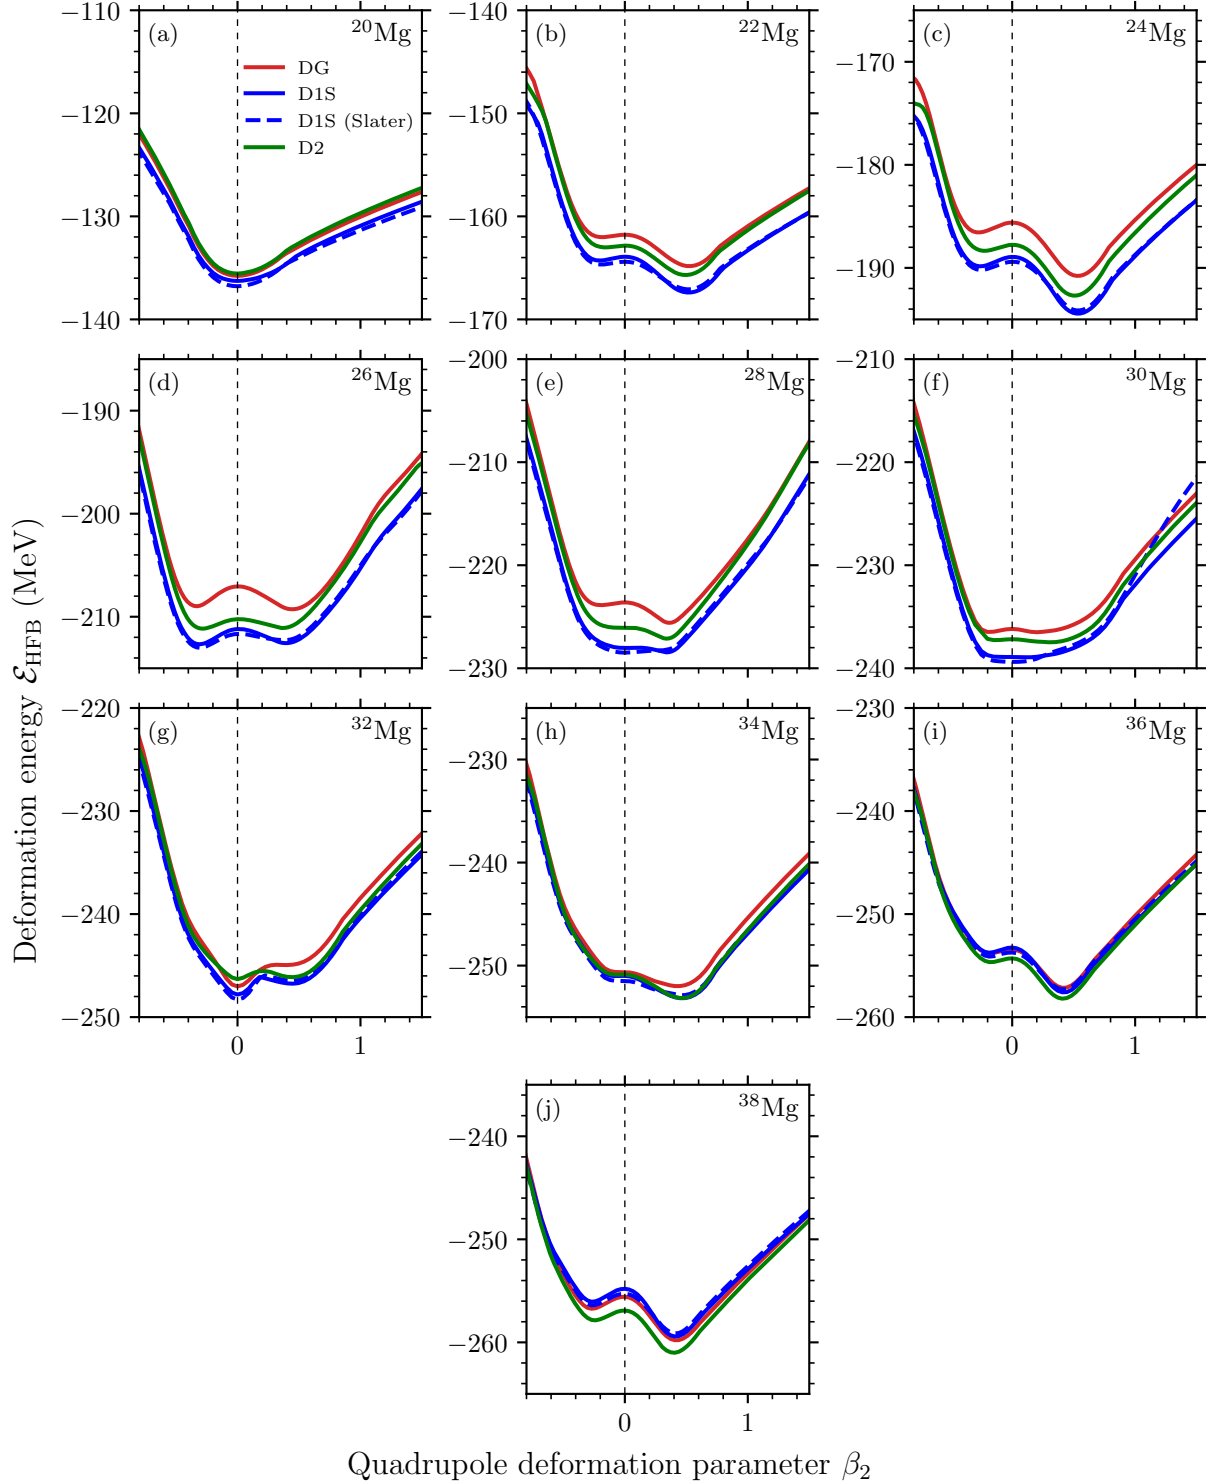 −110
−120
−130
−140
(a)
²⁰Mg
DG
D1S
D1S (Slater)
D2
−140
−150
−160
−170
(b)
²²Mg
−170
−180
−190
(c)
²⁴Mg
−190
−200
−210
(d)
²⁶Mg
−200
−210
−220
−230
(e)
²⁸Mg
−210
−220
−230
−240
(f)
³⁰Mg
−220
−230
−240
−250
(g)
³²Mg
0 1
−230
−240
−250
(h)
³⁴Mg
−230
−240
−250
−260
(i)
³⁶Mg
0 1
−240
−250
−260
(j)
³⁸Mg
0 1
Deformation energy ℰ_HFB (MeV)
Quadrupole deformation parameter β₂